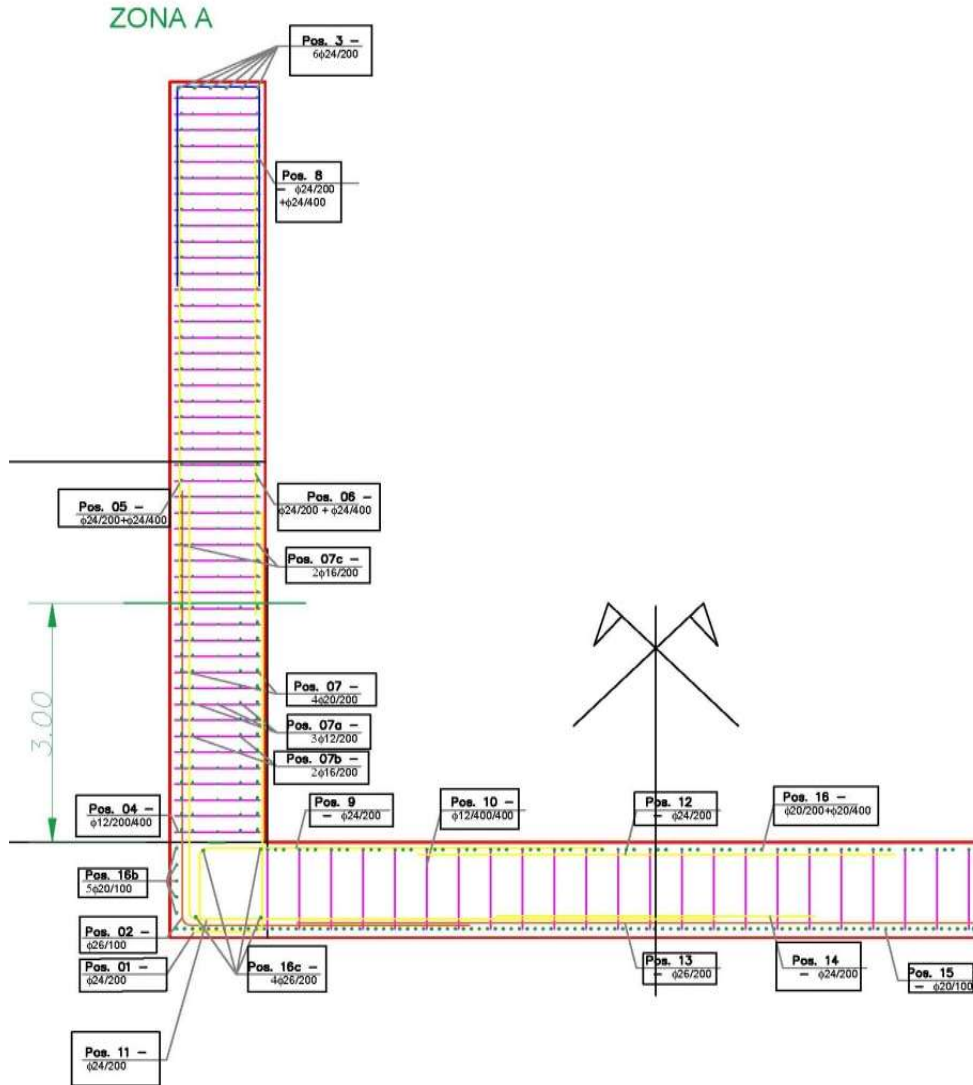 ZONA A
Pos. 3 –
6ϕ24/200
Pos. 8
– ϕ24/200
+ϕ24/400
Pos. 05 –
ϕ24/200+ϕ24/400
Pos. 06 –
ϕ24/200 + ϕ24/400
Pos. 07c –
2ϕ16/200
3.00
Pos. 07 –
4ϕ20/200
Pos. 07a –
3ϕ12/200
Pos. 07b –
2ϕ16/200
Pos. 04 –
ϕ12/200/400
Pos. 9
– ϕ24/200
Pos. 10 –
ϕ12/400/400
Pos. 12
– ϕ24/200
Pos. 16 –
ϕ20/200+ϕ20/400
Pos. 16b
5ϕ20/100
Pos. 02 –
ϕ26/100
Pos. 01 –
ϕ24/200
Pos. 16c –
4ϕ26/200
Pos. 13
– ϕ26/200
Pos. 14
– ϕ24/200
Pos. 15
– ϕ20/100
Pos. 11 –
ϕ24/200